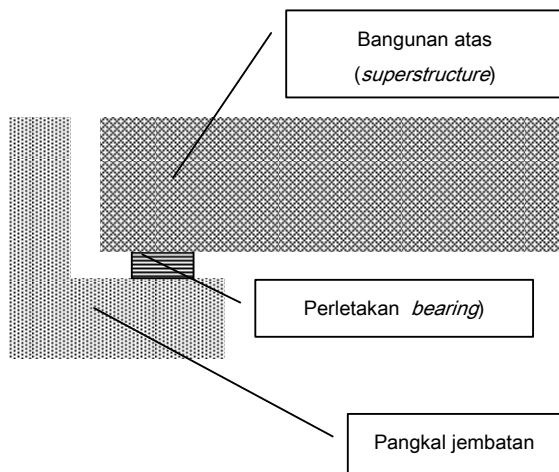 Bangunan atas
(superstructure)
Perletakan bearing)
Pangkal jembatan